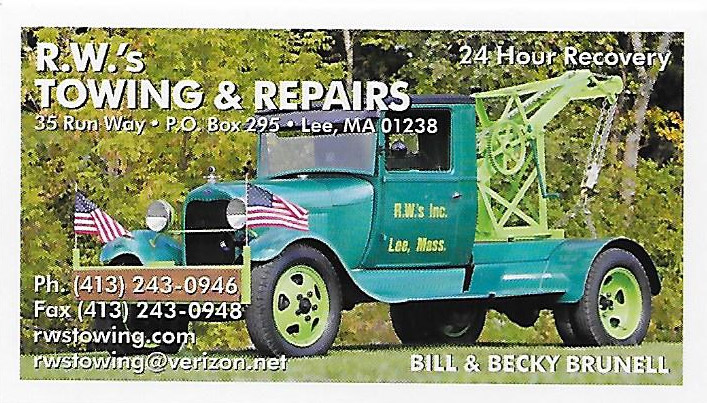 R.W.'s
TOWING & REPAIRS
24 Hour Recovery
35 Run Way • P.O. Box 295 • Lee, MA 01238
R.W.'s Inc.
Lee, Mass.
Ph. (413) 243-0946
Fax (413) 243-0948
rwstowing.com
rwstowing@verizon.net
BILL & BECKY BRUNELL